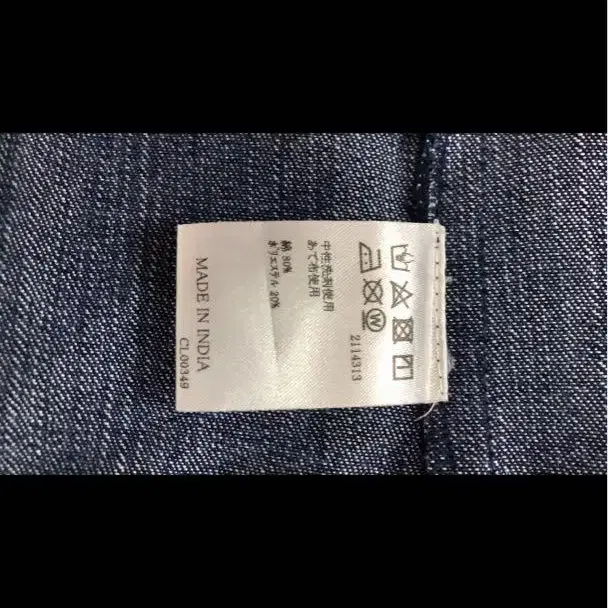 2114313
中性洗剤使用
あて布使用
綿 80%
ポリエステル 20%
MADE IN INDIA
CL00349